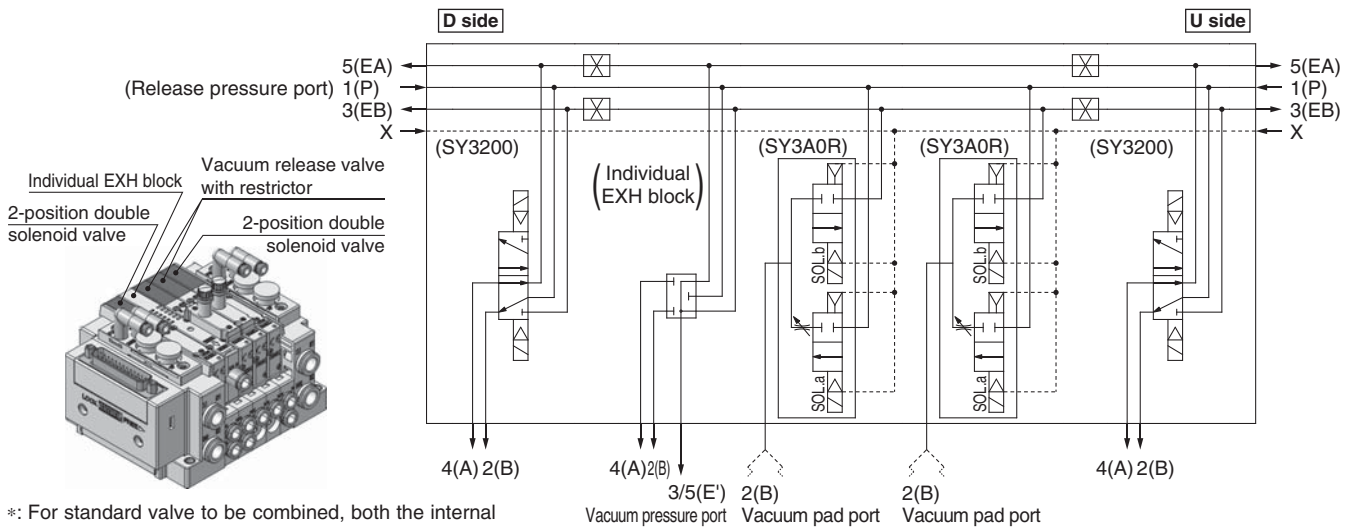 D side
U side
5(EA)
(Release pressure port) 1(P)
3(EB)
X
5(EA)
1(P)
3(EB)
X
(SY3200)
(Individual
EXH block)
(SY3A0R)
(SY3A0R)
(SY3200)
SOL.b
SOL.a
SOL.b
SOL.a
Individual EXH block
Vacuum release valve
with restrictor
2-position double
solenoid valve
2-position double
solenoid valve
4(A) 2(B)
4(A) 2(B)
3/5(E')
Vacuum pressure port
2(B)
Vacuum pad port
2(B)
Vacuum pad port
4(A) 2(B)
*: For standard valve to be combined, both the internal